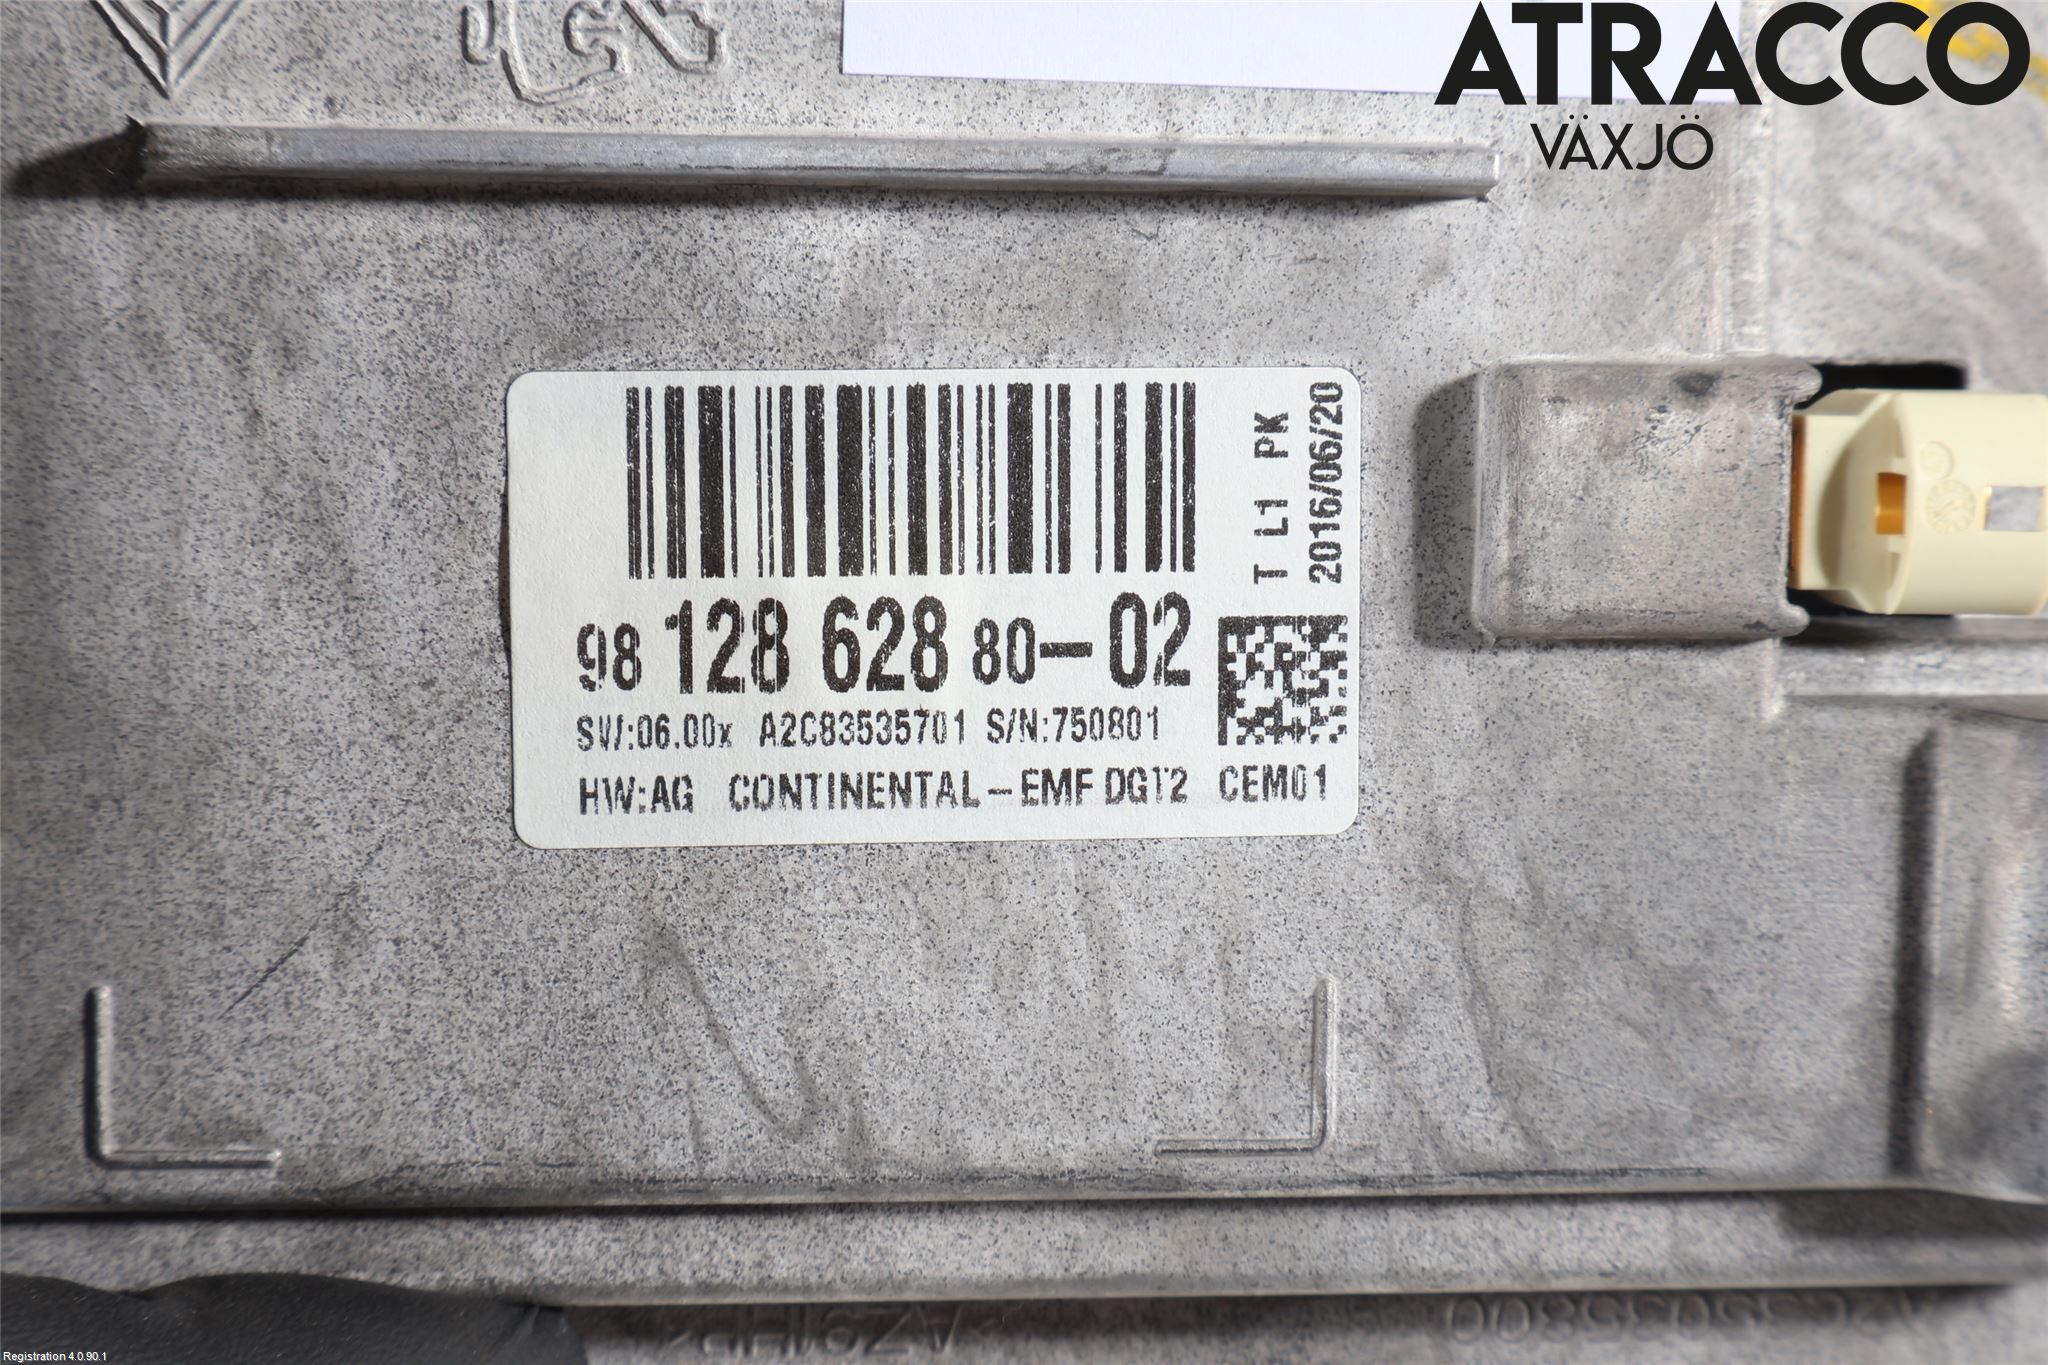 ATRACCO
VÄXJÖ
T L1 PK
2016/06/20
98 128 628 80-02
SW:06.00x A2C83535701 S/N:750801
HW:AG CONTINENTAL-EMF DGT2 CEM01
Registration 4.0.90.1